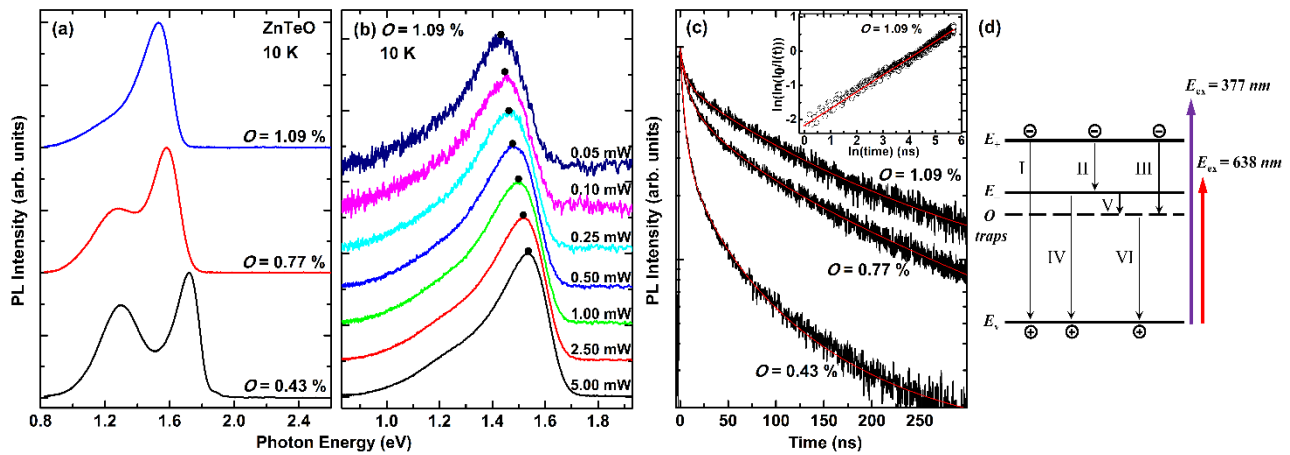 (a) ZnTeO
10 K
O = 1.09 %
O = 0.77 %
O = 0.43 %
PL Intensity (arb. units)
0.8 1.2 1.6 2.0 2.4
(b) O = 1.09 %
10 K
0.05 mW
0.10 mW
0.25 mW
0.50 mW
1.00 mW
2.50 mW
5.00 mW
1.0 1.2 1.4 1.6 1.8
Photon Energy (eV)
(c)
PL Intensity (arb. units)
O = 1.09 %
O = 0.77 %
O = 0.43 %
0 50 100 150 200 250
Time (ns)
O = 1.09 %
ln(ln(I0/I(t)))
0
-1
-2
0 1 2 3 4 5 6
ln(time) (ns)
(d)
Eex = 377 nm
Eex = 638 nm
E+
I II III
E-
V
O
traps
IV VI
Ev